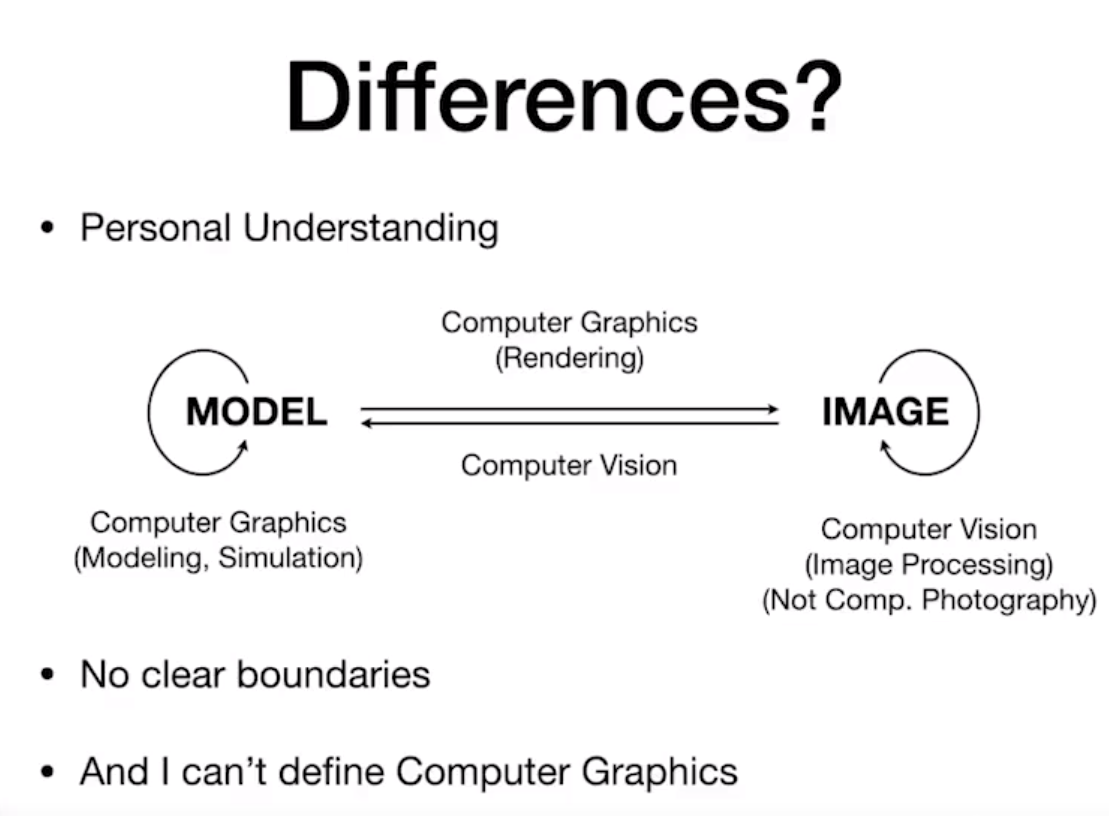 Differences?
• Personal Understanding
Computer Graphics
(Rendering)
MODEL
IMAGE
Computer Vision
Computer Graphics
(Modeling, Simulation)
Computer Vision
(Image Processing)
(Not Comp. Photography)
• No clear boundaries
• And I can’t define Computer Graphics